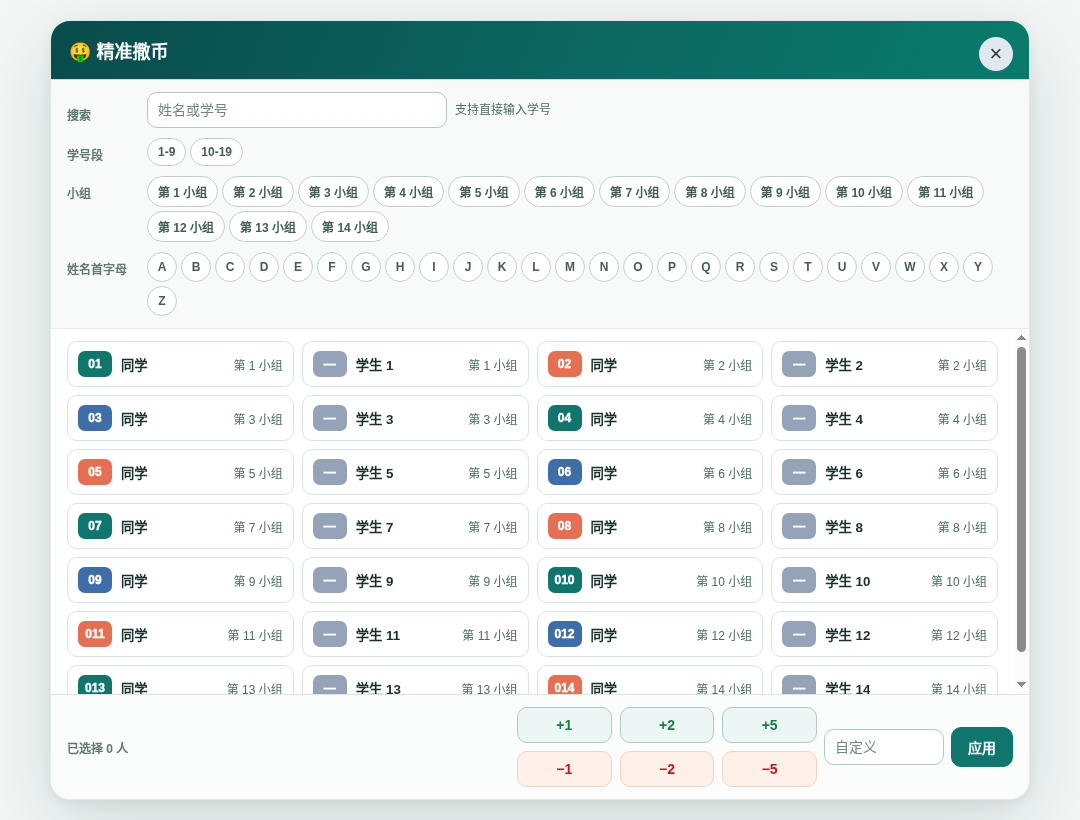 🤑 精准撒币
✕
搜索 姓名或学号 支持直接输入学号
学号段 1-9 10-19
小组 第 1 小组 第 2 小组 第 3 小组 第 4 小组 第 5 小组 第 6 小组 第 7 小组 第 8 小组 第 9 小组 第 10 小组 第 11 小组
第 12 小组 第 13 小组 第 14 小组
姓名首字母 A B C D E F G H I J K L M N O P Q R S T U V W X Y
Z
01 同学 第 1 小组 — 学生 1 第 1 小组 02 同学 第 2 小组 — 学生 2 第 2 小组
03 同学 第 3 小组 — 学生 3 第 3 小组 04 同学 第 4 小组 — 学生 4 第 4 小组
05 同学 第 5 小组 — 学生 5 第 5 小组 06 同学 第 6 小组 — 学生 6 第 6 小组
07 同学 第 7 小组 — 学生 7 第 7 小组 08 同学 第 8 小组 — 学生 8 第 8 小组
09 同学 第 9 小组 — 学生 9 第 9 小组 010 同学 第 10 小组 — 学生 10 第 10 小组
011 同学 第 11 小组 — 学生 11 第 11 小组 012 同学 第 12 小组 — 学生 12 第 12 小组
013 同学 第 13 小组 — 学生 13 第 13 小组 014 同学 第 14 小组 — 学生 14 第 14 小组
+1 +2 +5
已选择 0 人 自定义 应用
−1 −2 −5